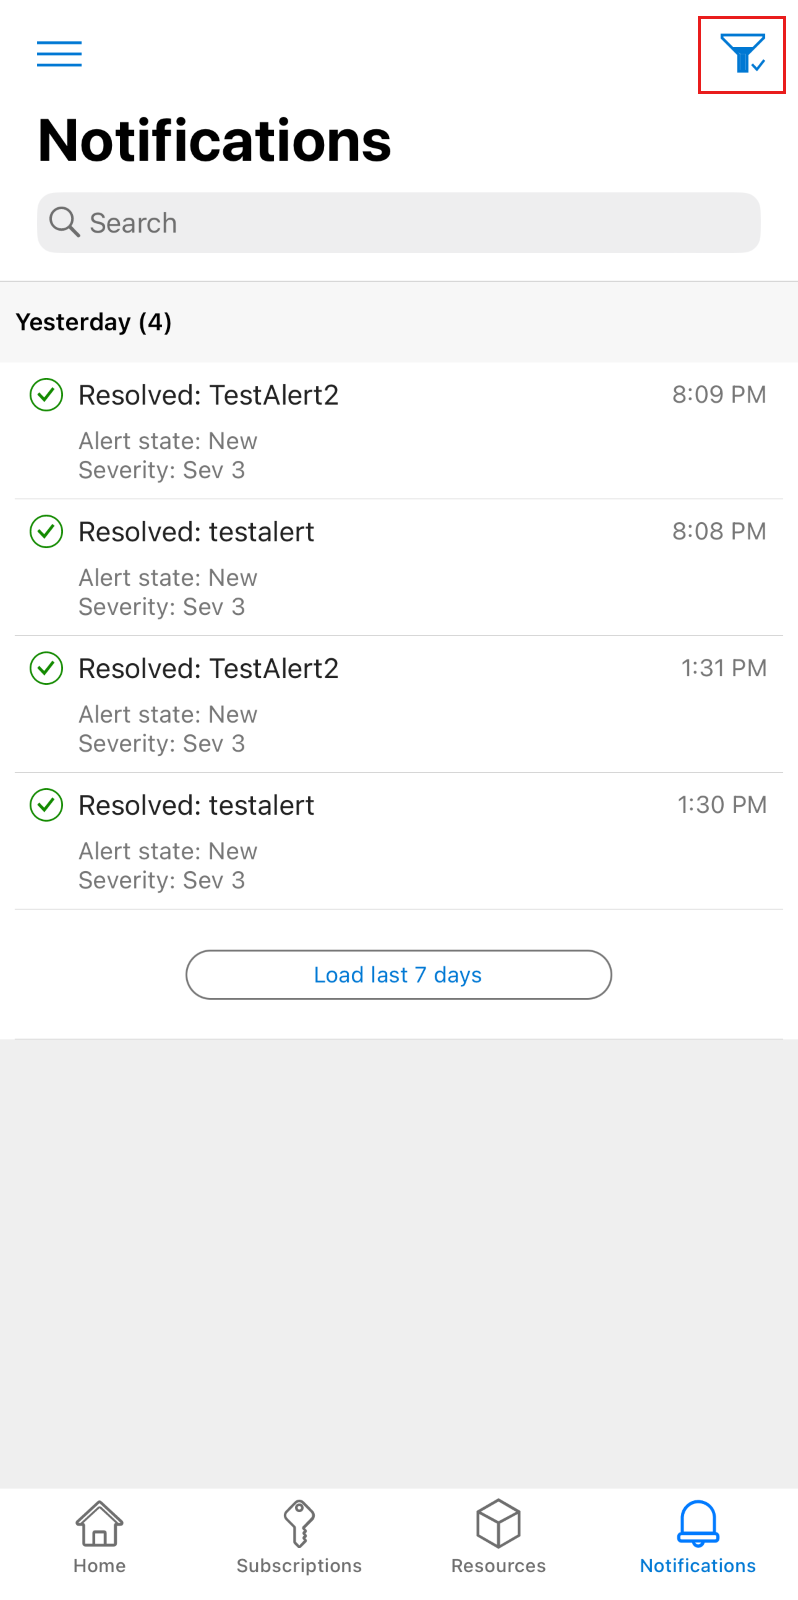 Notifications
Search
Yesterday (4)
Resolved: TestAlert2 8:09 PM
Alert state: New
Severity: Sev 3
Resolved: testalert 8:08 PM
Alert state: New
Severity: Sev 3
Resolved: TestAlert2 1:31 PM
Alert state: New
Severity: Sev 3
Resolved: testalert 1:30 PM
Alert state: New
Severity: Sev 3
Load last 7 days
Home Subscriptions Resources Notifications